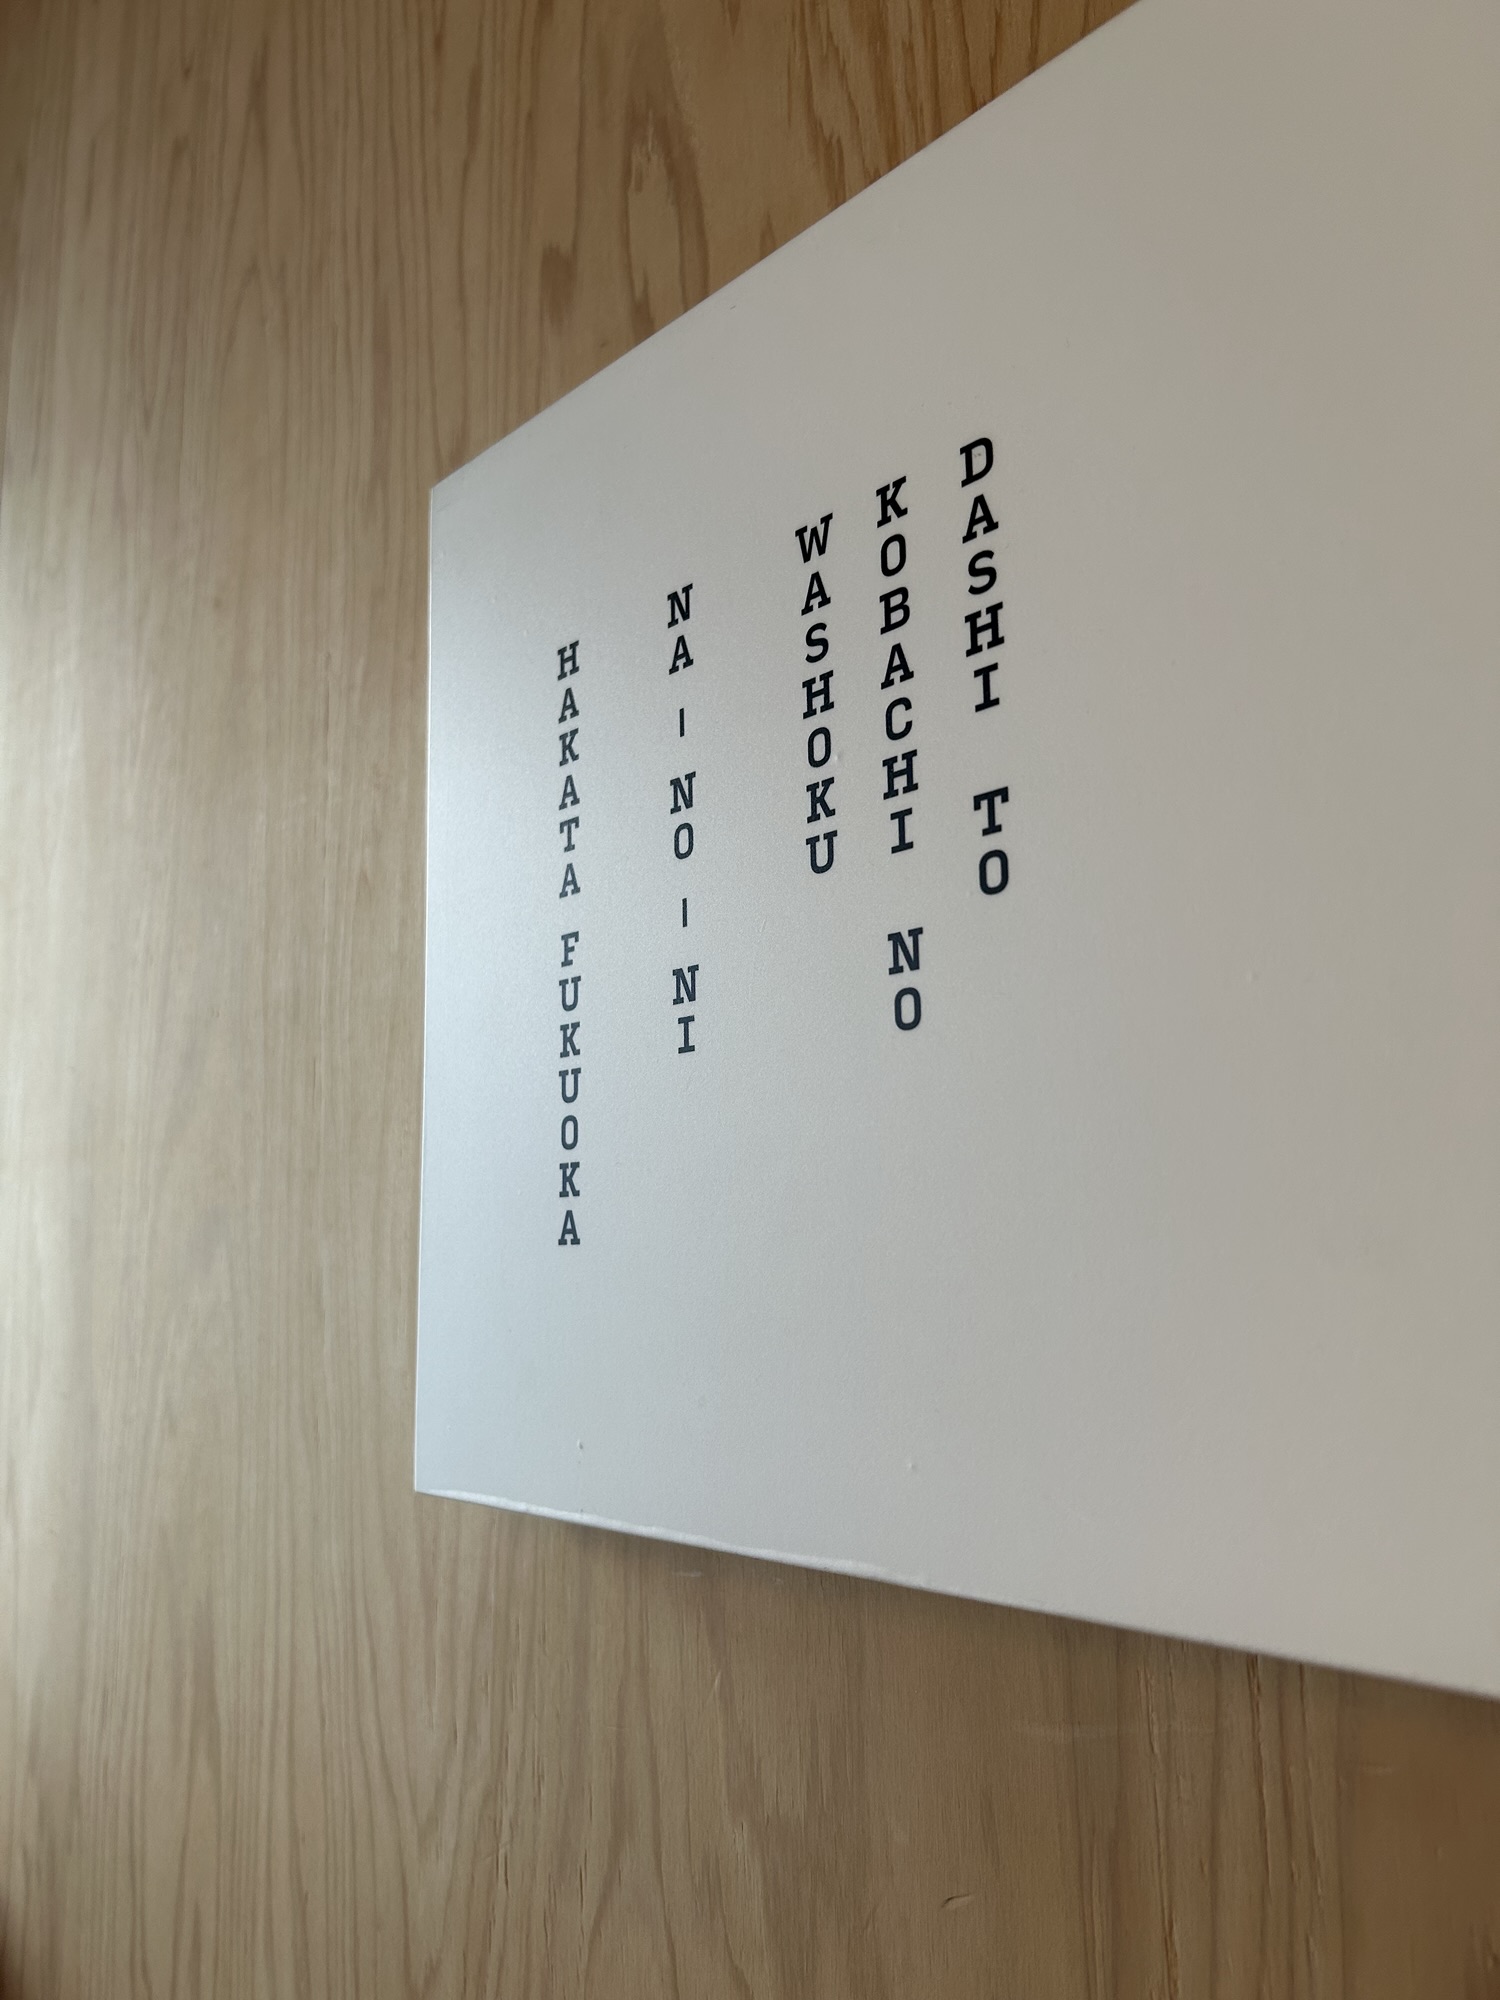 DASHI TO
KOBACHI NO
WASHOKU
NA-NO-NI
HAKATA FUKUOKA